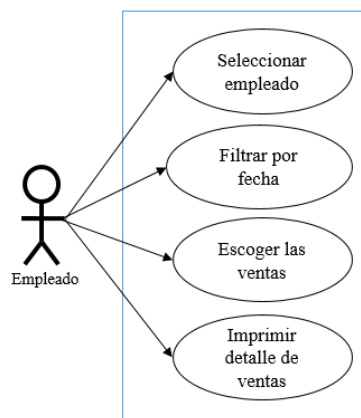 Seleccionar
empleado
Filtrar por
fecha
Empleado
Escoger las
ventas
Imprimir
detalle de
ventas